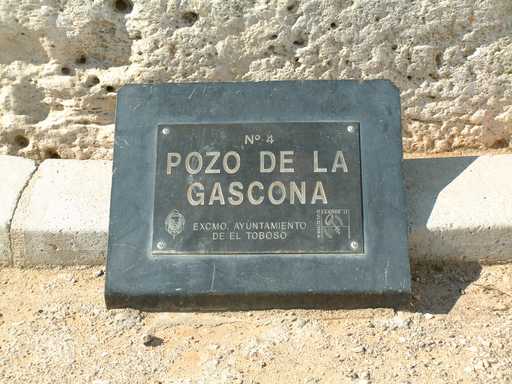 Nº 4
POZO DE LA
GASCONA
EXCMO. AYUNTAMIENTO
DE EL TOBOSO